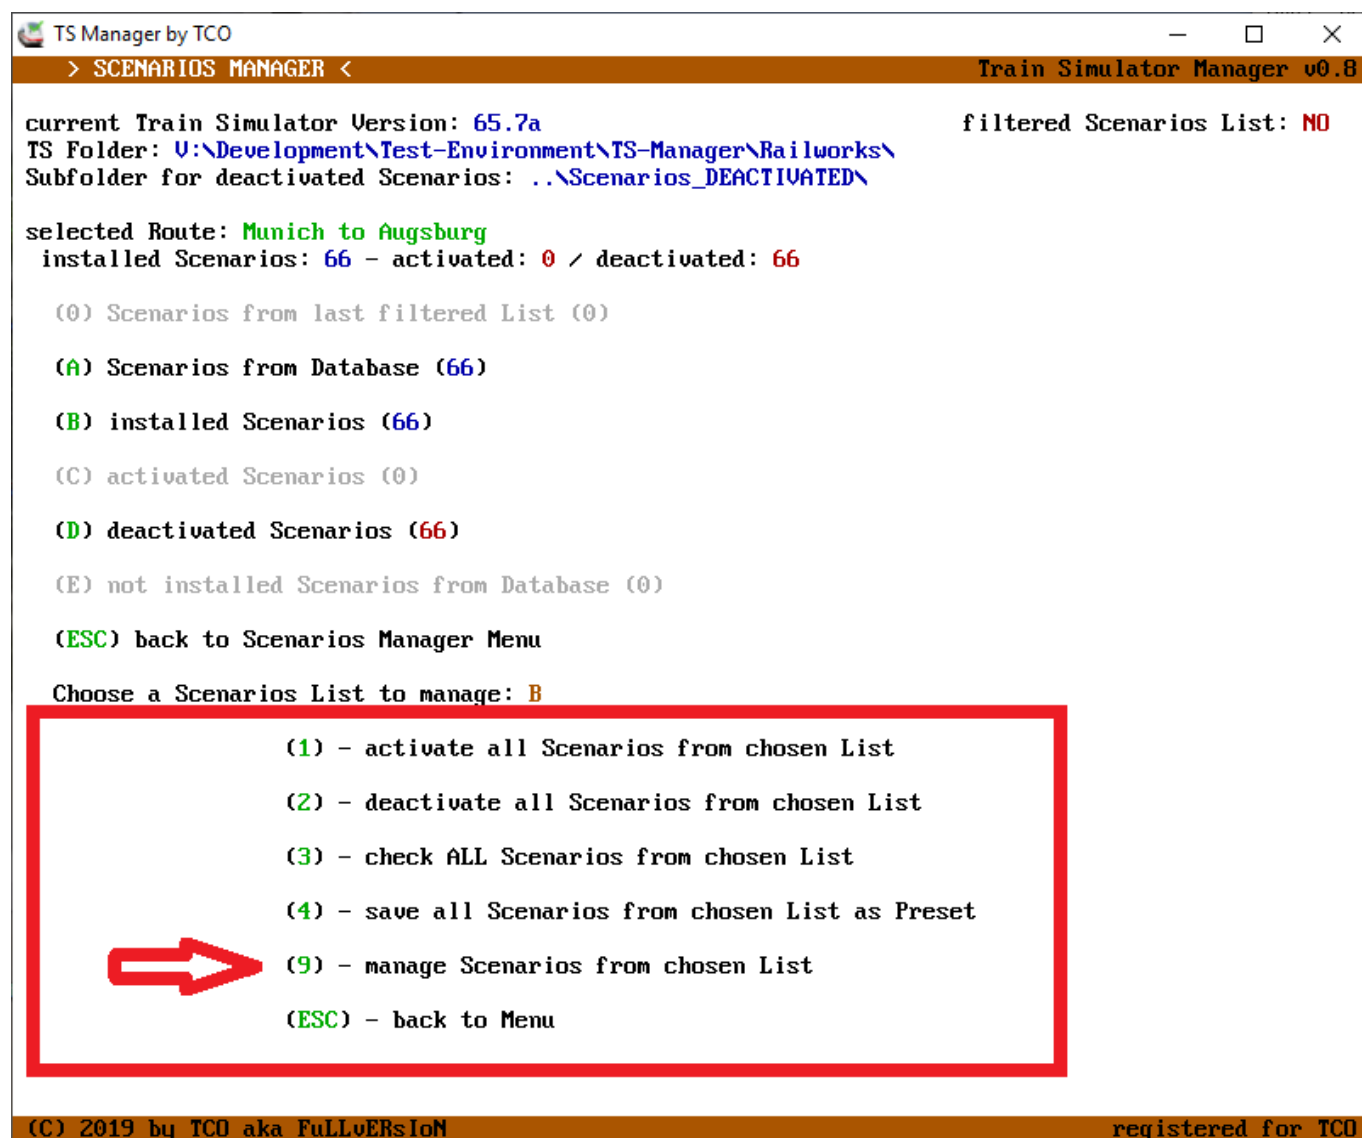 TS Manager by TCO
> SCENARIOS MANAGER < Train Simulator Manager v0.8
current Train Simulator Version: 65.7a filtered Scenarios List: NO
TS Folder: V:\Development\Test-Environment\TS-Manager\Railworks\
Subfolder for deactivated Scenarios: ..\Scenarios_DEACTIVATED\
selected Route: Munich to Augsburg
installed Scenarios: 66 - activated: 0 / deactivated: 66
(0) Scenarios from last filtered List (0)
(A) Scenarios from Database (66)
(B) installed Scenarios (66)
(C) activated Scenarios (0)
(D) deactivated Scenarios (66)
(E) not installed Scenarios from Database (0)
(ESC) back to Scenarios Manager Menu
Choose a Scenarios List to manage: B
(1) - activate all Scenarios from chosen List
(2) - deactivate all Scenarios from chosen List
(3) - check ALL Scenarios from chosen List
(4) - save all Scenarios from chosen List as Preset
(9) - manage Scenarios from chosen List
(ESC) - back to Menu
(C) 2019 by TCO aka FuLLvERsIoN registered for TCO